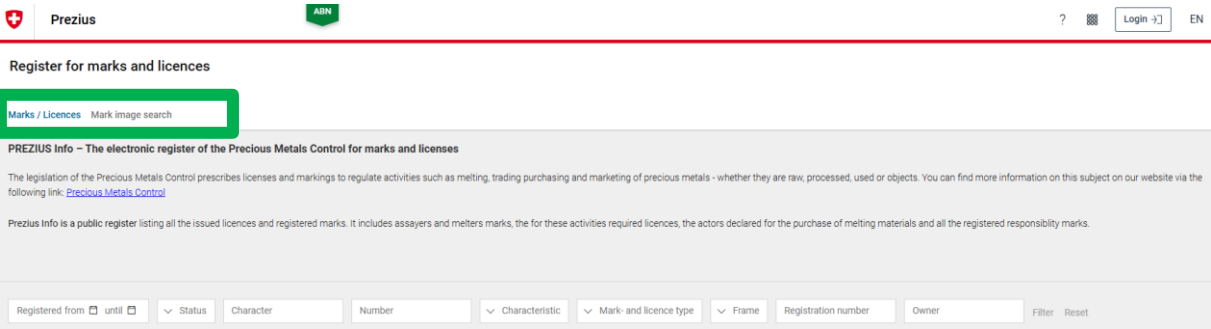 Prezius
ABN
?
Login
EN
Register for marks and licences
Marks / Licences Mark image search
PREZIUS Info – The electronic register of the Precious Metals Control for marks and licenses
The legislation of the Precious Metals Control prescribes licenses and markings to regulate activities such as melting, trading purchasing and marketing of precious metals - whether they are raw, processed, used or objects. You can find more information on this subject on our website via the
following link: Precious Metals Control
Prezius Info is a public register listing all the issued licences and registered marks. It includes assayers and melters marks, the for these activities required licences, the actors declared for the purchase of melting materials and all the registered responsiblity marks.
Registered from until Status Character Number Characteristic Mark- and licence type Frame Registration number Owner Filter Reset